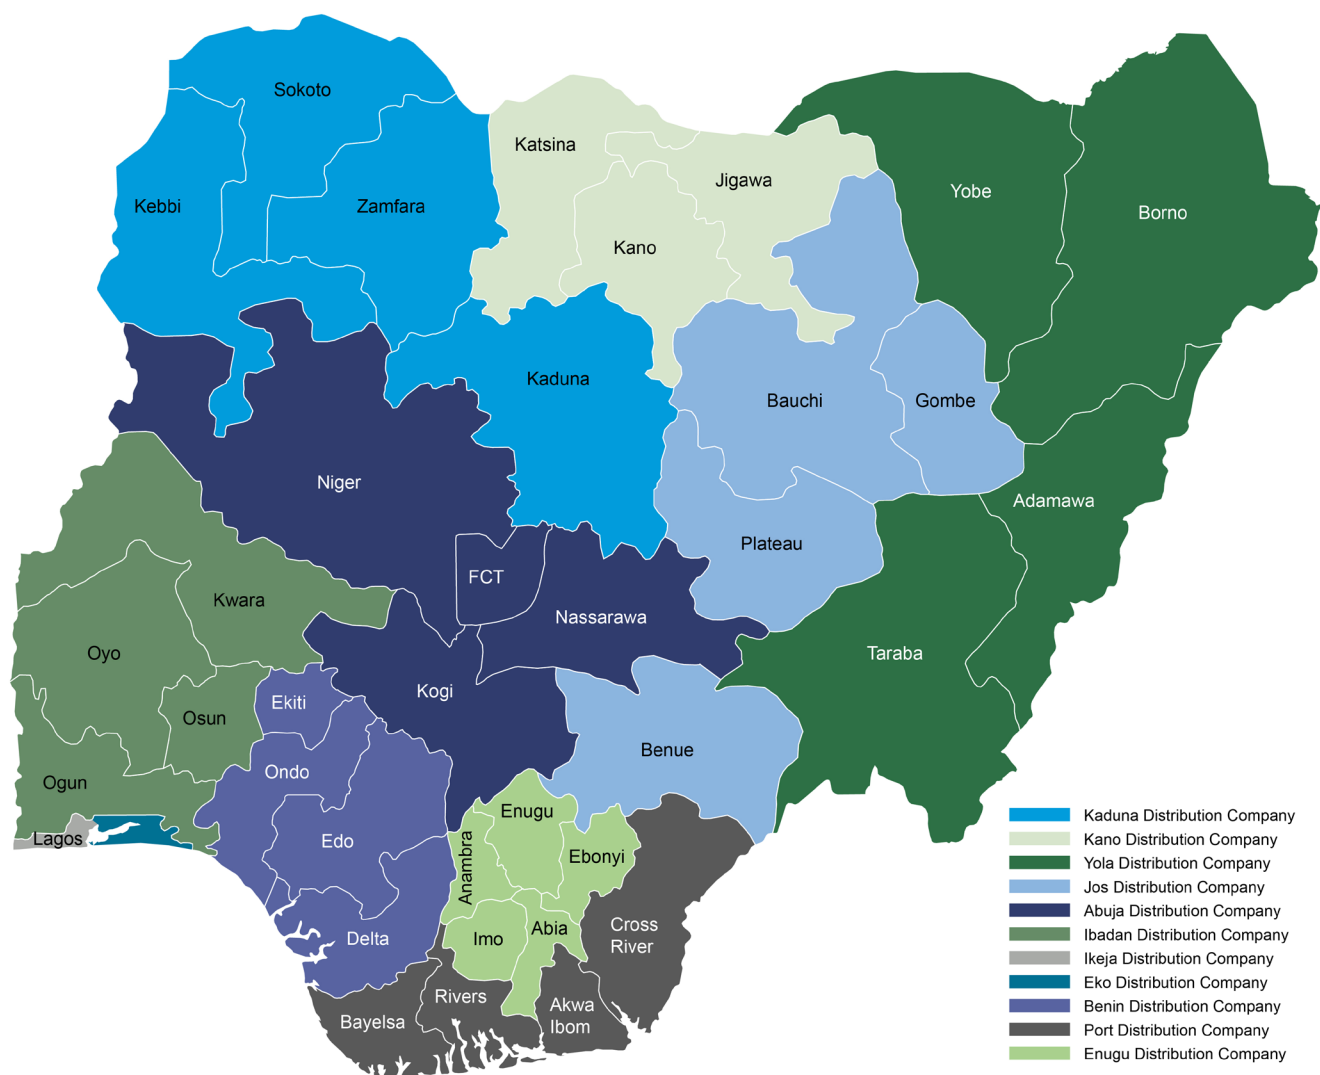 Sokoto
Katsina
Jigawa
Yobe
Borno
Kebbi
Zamfara
Kano
Kaduna
Bauchi
Gombe
Niger
Adamawa
Plateau
FCT
Kwara
Nassarawa
Oyo
Taraba
Kogi
Ekiti
Osun
Benue
Ondo
Ogun
Enugu
Lagos
Edo
Ebonyi
Anambra
Cross
River
Abia
Imo
Delta
Rivers
Akwa
Ibom
Bayelsa
Kaduna Distribution Company
Kano Distribution Company
Yola Distribution Company
Jos Distribution Company
Abuja Distribution Company
Ibadan Distribution Company
Ikeja Distribution Company
Eko Distribution Company
Benin Distribution Company
Port Distribution Company
Enugu Distribution Company